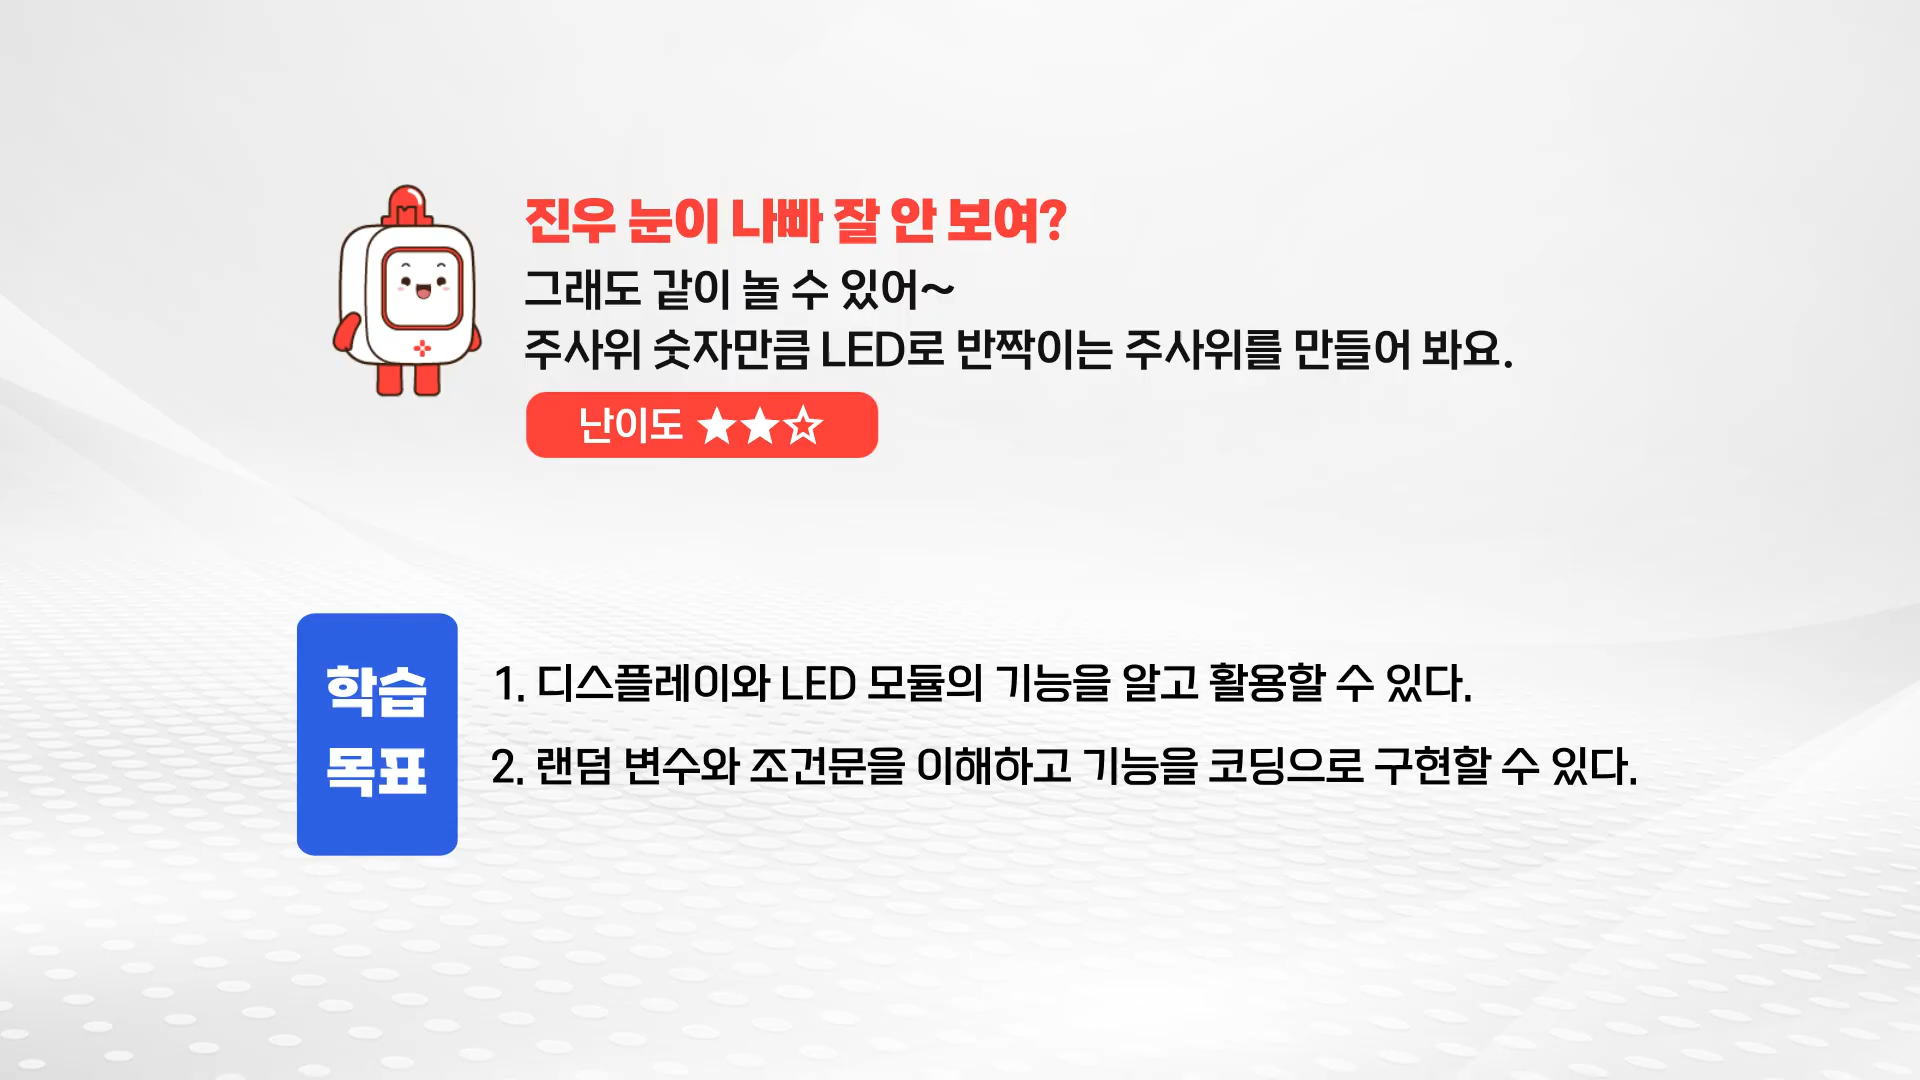 진우 눈이 나빠 잘 안 보여?
그래도 같이 놀 수 있어~
주사위 숫자만큼 LED로 반짝이는 주사위를 만들어 봐요.
난이도 ★★☆
학습
목표
1. 디스플레이와 LED 모듈의 기능을 알고 활용할 수 있다.
2. 랜덤 변수와 조건문을 이해하고 기능을 코딩으로 구현할 수 있다.